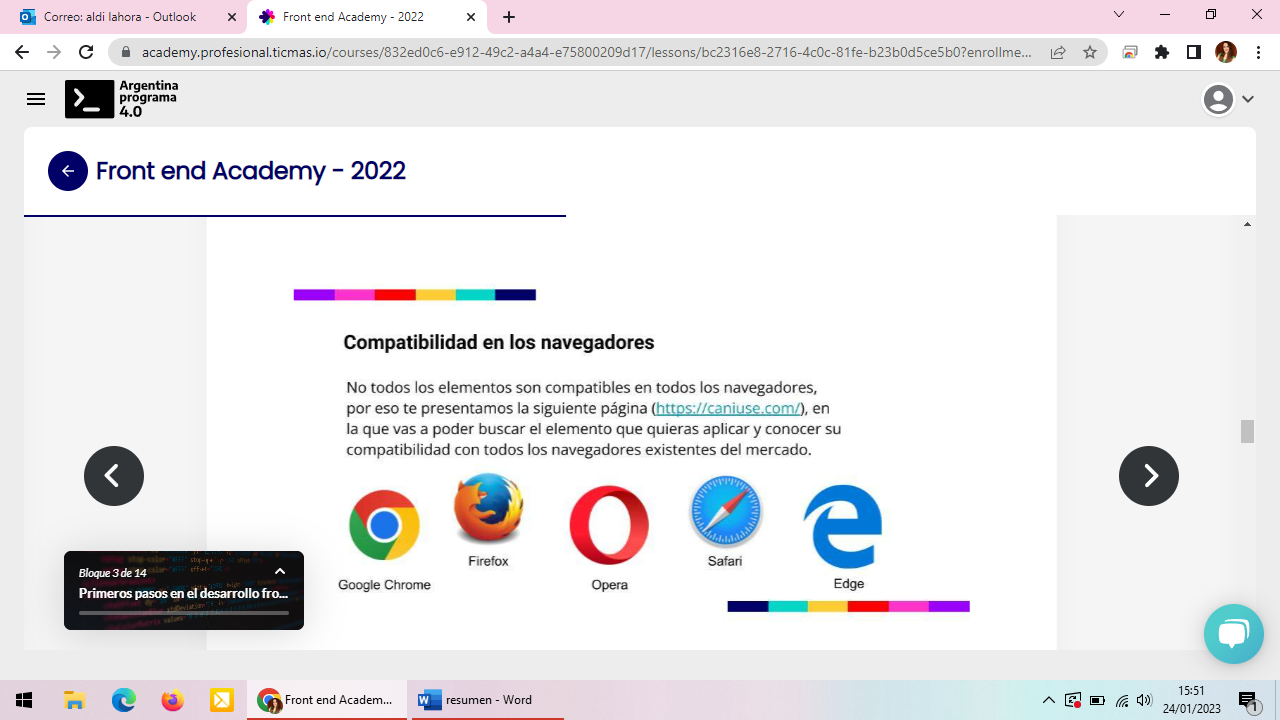 Correo: aldi lahora - Outlook
Front end Academy - 2022
academy.profesional.ticmas.io/courses/832ed0c6-e912-49c2-a4a4-e75800209d17/lessons/bc2316e8-2716-4c0c-81fe-b23b0d5ce5b0?enrollme...
Argentina
programa
4.0
Front end Academy - 2022
Compatibilidad en los navegadores
No todos los elementos son compatibles en todos los navegadores,
por eso te presentamos la siguiente página (https://caniuse.com/), en
la que vas a poder buscar el elemento que quieras aplicar y conocer su
compatibilidad con todos los navegadores existentes del mercado.
Google Chrome
Firefox
Opera
Safari
Edge
Bloque 3 de 14
Primeros pasos en el desarrollo fro...
Front end Academ...
resumen - Word
15:51
24/01/2023
1